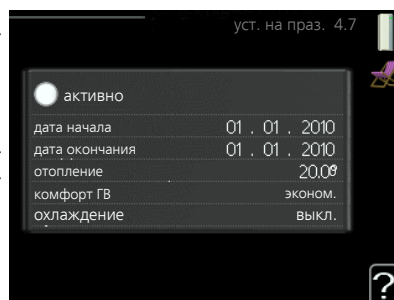 уст. на праз. 4.7
активно
дата начала 01 . 01 . 2010
дата окончания 01 . 01 . 2010
отопление 20.0°
комфорт ГВ эконом.
охлаждение выкл.
?